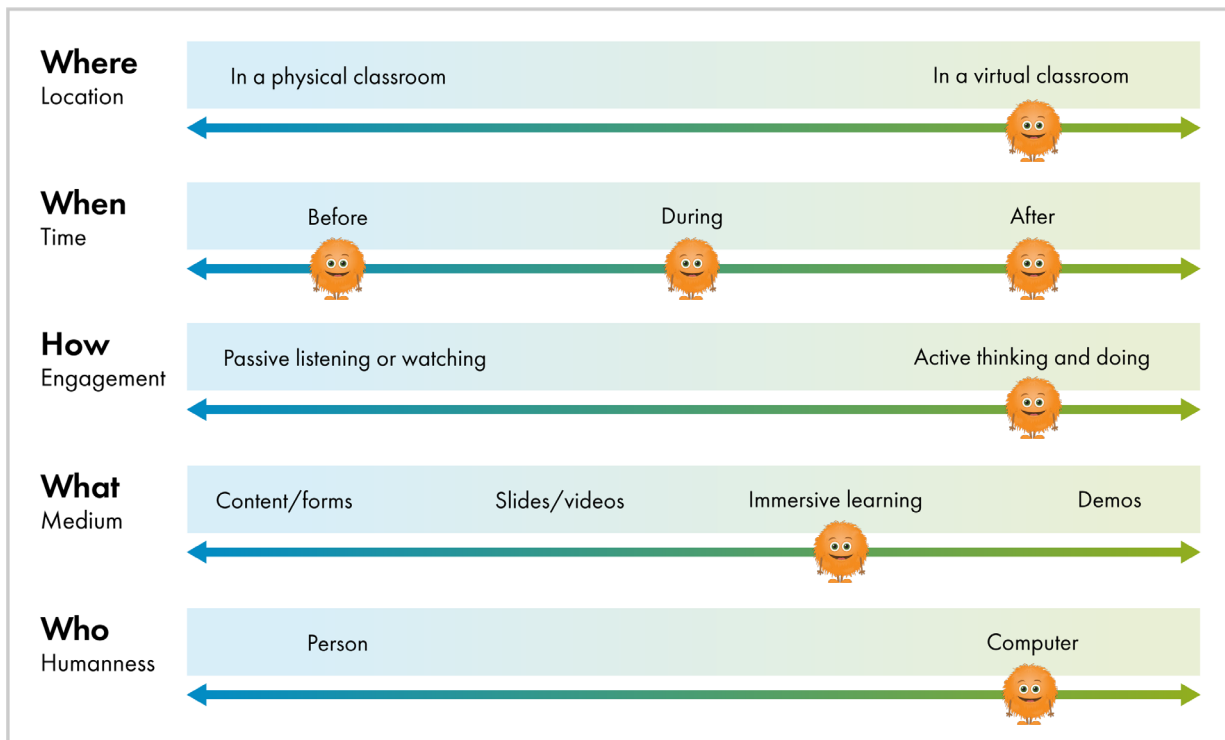 Where
Location
In a physical classroom
In a virtual classroom
When
Time
Before
During
After
How
Engagement
Passive listening or watching
Active thinking and doing
What
Medium
Content/forms
Slides/videos
Immersive learning
Demos
Who
Humanness
Person
Computer